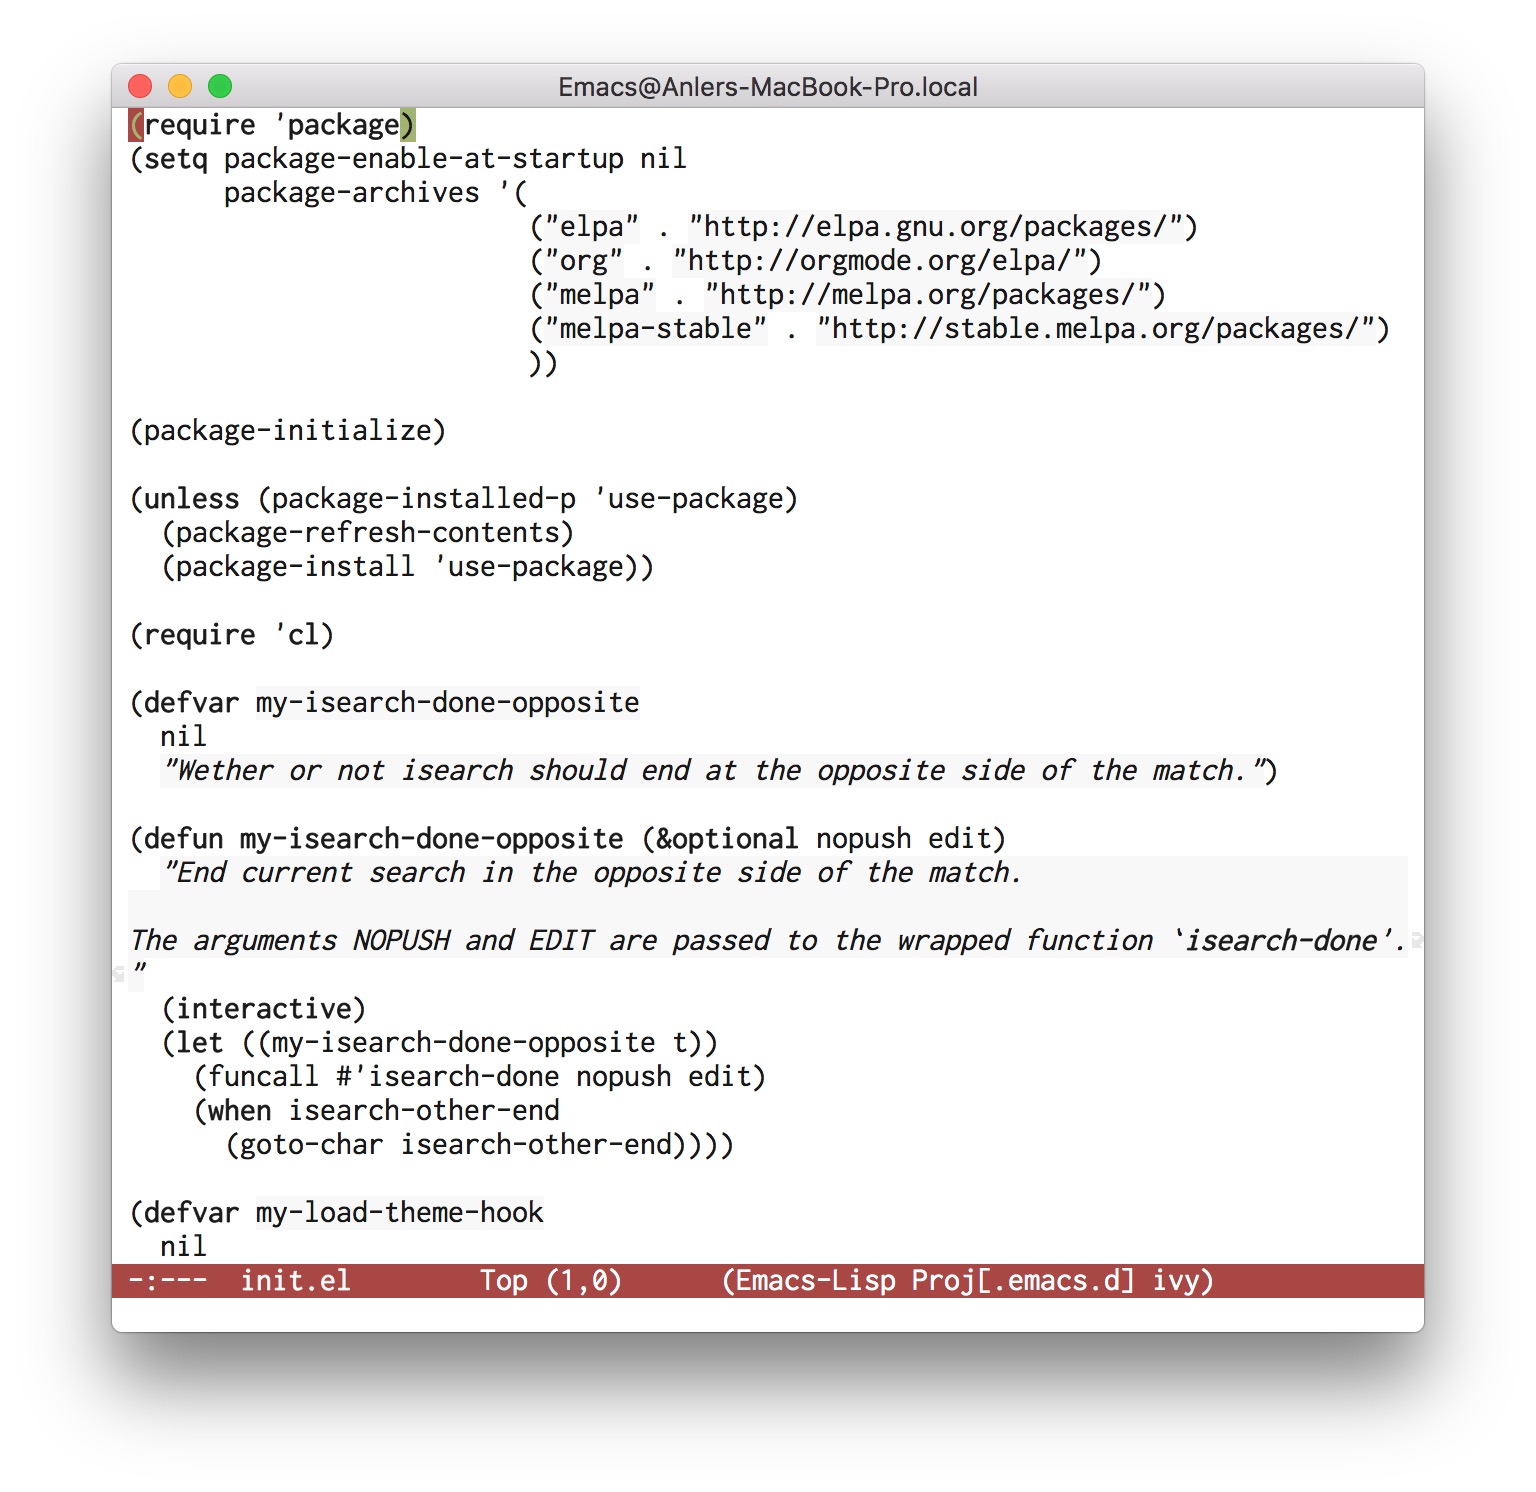 Emacs@Anlers-MacBook-Pro.local
(require 'package)
(setq package-enable-at-startup nil
      package-archives '(
                         ("elpa" . "http://elpa.gnu.org/packages/")
                         ("org" . "http://orgmode.org/elpa/")
                         ("melpa" . "http://melpa.org/packages/")
                         ("melpa-stable" . "http://stable.melpa.org/packages/")
                         ))
(package-initialize)
(unless (package-installed-p 'use-package)
  (package-refresh-contents)
  (package-install 'use-package))
(require 'cl)
(defvar my-isearch-done-opposite
  nil
  "Wether or not isearch should end at the opposite side of the match.")
(defun my-isearch-done-opposite (&optional nopush edit)
  "End current search in the opposite side of the match.
The arguments NOPUSH and EDIT are passed to the wrapped function `isearch-done'.
"
  (interactive)
  (let ((my-isearch-done-opposite t))
    (funcall #'isearch-done nopush edit)
    (when isearch-other-end
      (goto-char isearch-other-end))))
(defvar my-load-theme-hook
  nil
-:---  init.el        Top (1,0)      (Emacs-Lisp Proj[.emacs.d] ivy)